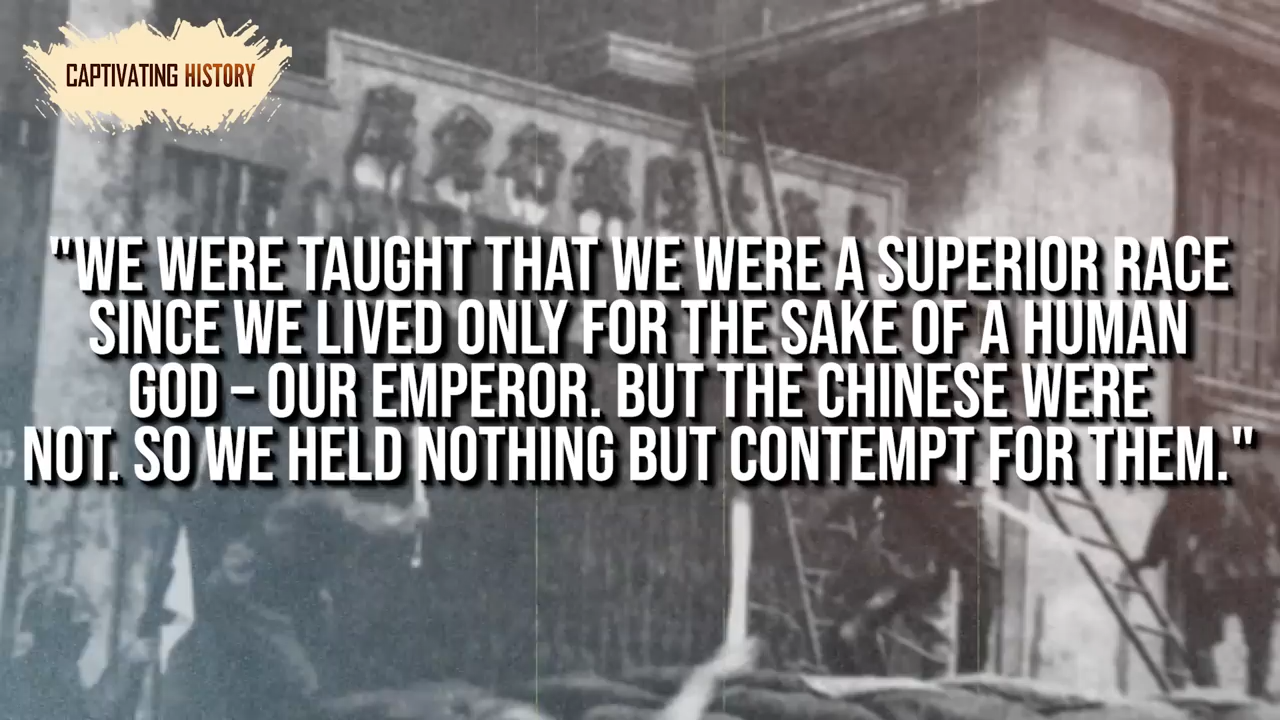 CAPTIVATING HISTORY
"WE WERE TAUGHT THAT WE WERE A SUPERIOR RACE
SINCE WE LIVED ONLY FOR THE SAKE OF A HUMAN
GOD – OUR EMPEROR. BUT THE CHINESE WERE
NOT. SO WE HELD NOTHING BUT CONTEMPT FOR THEM."